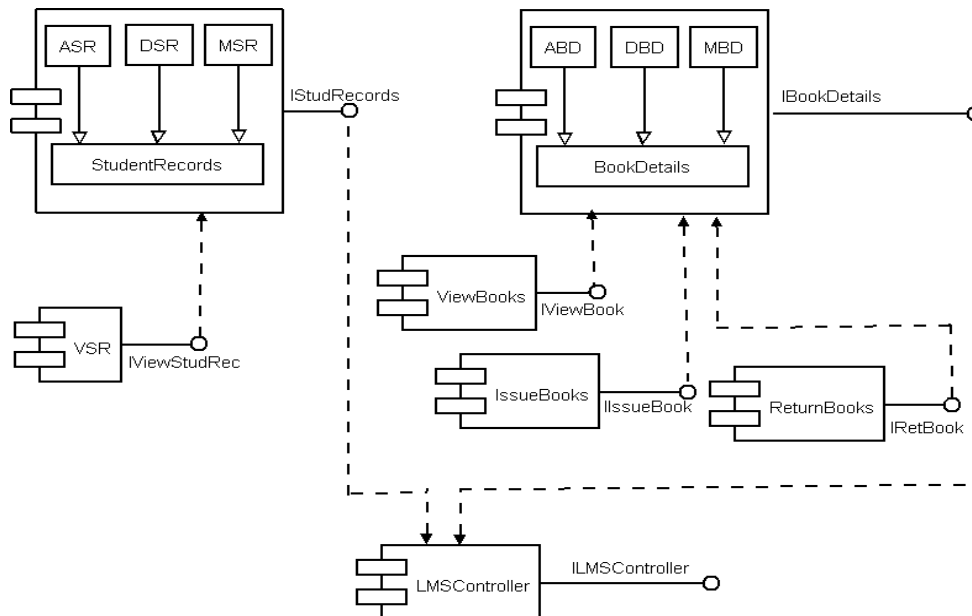 ASR DSR MSR
StudentRecords
IStudRecords
ABD DBD MBD
BookDetails
IBookDetails
VSR
IViewStudRec
ViewBooks
IViewBook
IssueBooks
IIssueBook
ReturnBooks
IRetBook
LMSController
ILMSController